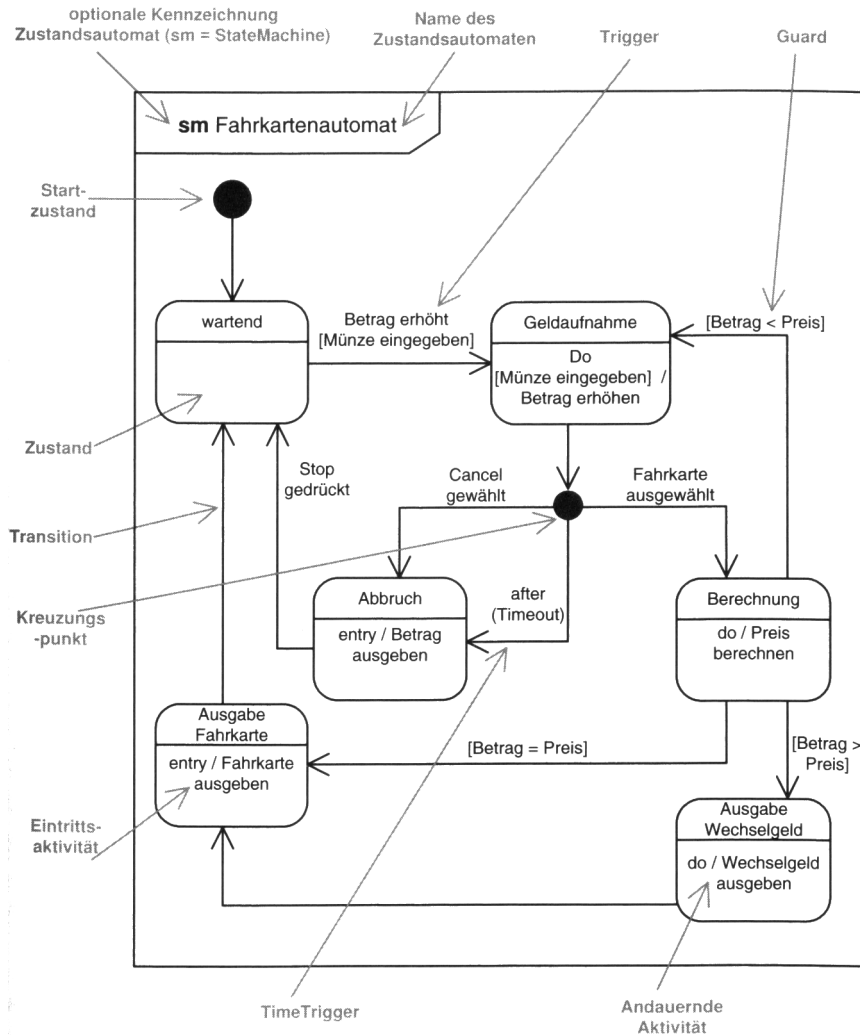 optionale Kennzeichnung
Zustandsautomat (sm = StateMachine)
Name des
Zustandsautomaten
Trigger
Guard
sm Fahrkartenautomat
Start-
zustand
wartend
Betrag erhöht
[Münze eingegeben]
Geldaufnahme
Do
[Münze eingegeben] /
Betrag erhöhen
[Betrag < Preis]
Zustand
Stop
gedrückt
Cancel
gewählt
Fahrkarte
ausgewählt
Transition
Kreuzungs
-punkt
Abbruch
entry / Betrag
ausgeben
after
(Timeout)
Berechnung
do / Preis
berechnen
Ausgabe
Fahrkarte
entry / Fahrkarte
ausgeben
[Betrag = Preis]
[Betrag >
Preis]
Eintritts-
aktivität
Ausgabe
Wechselgeld
do / Wechselgeld
ausgeben
TimeTrigger
Andauernde
Aktivität